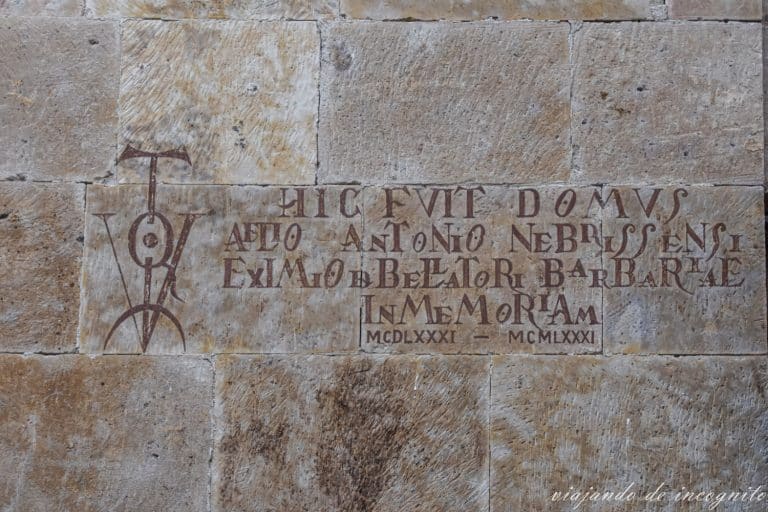 HIC FVIT DOMVS
AELIO ANTONIO NEBRISSENSI
EXIMIO DEBELLATORI BARBARIAE
IN MEMORIAM
MCDLXXXI — MCMLXXXI
viajando de incognito